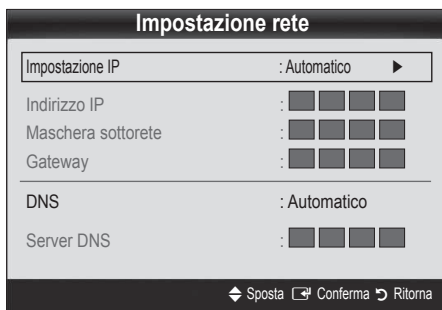 Impostazione rete
Impostazione IP : Automatico ►
Indirizzo IP :
Maschera sottorete :
Gateway :
DNS : Automatico
Server DNS :
Sposta Conferma Ritorna